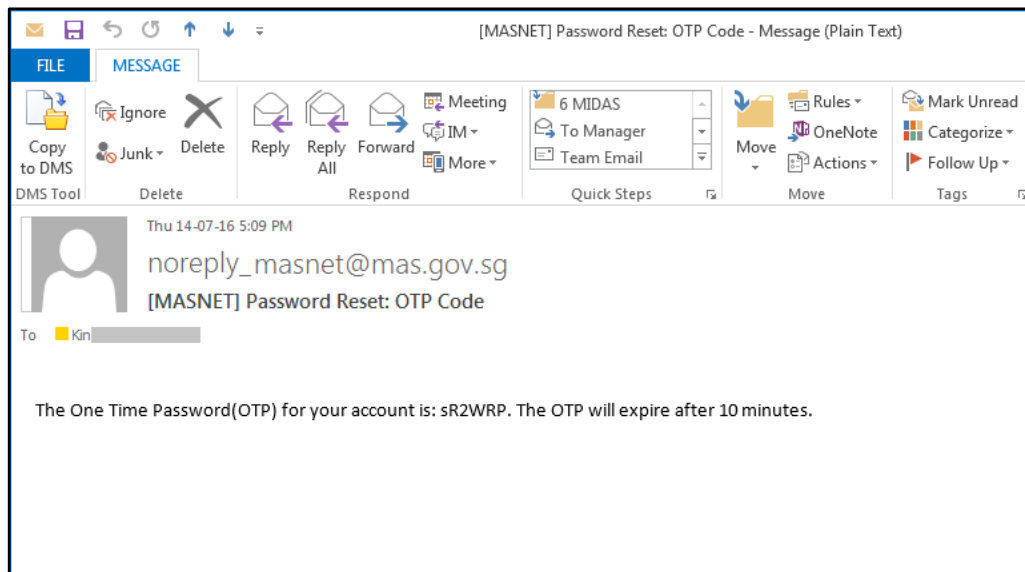 [MASNET] Password Reset: OTP Code - Message (Plain Text)
FILE MESSAGE
Copy to DMS
Ignore
Junk
Delete
Reply
Reply All
Forward
Meeting
IM
More
6 MIDAS
To Manager
Team Email
Move
Rules
OneNote
Actions
Mark Unread
Categorize
Follow Up
DMS Tool Delete Respond Quick Steps Move Tags
Thu 14-07-16 5:09 PM
noreply_masnet@mas.gov.sg
[MASNET] Password Reset: OTP Code
To Kin
The One Time Password(OTP) for your account is: sR2WRP. The OTP will expire after 10 minutes.